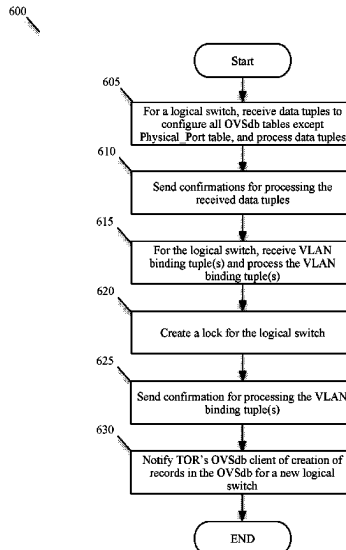 600
Start
605
For a logical switch, receive data tuples to
configure all OVSdb tables except
Physical_Port table, and process data tuples
610
Send confirmations for processing the
received data tuples
615
For the logical switch, receive VLAN
binding tuple(s) and process the VLAN
binding tuple(s)
620
Create a lock for the logical switch
625
Send confirmation for processing the VLAN
binding tuple(s)
630
Notify TOR's OVSdb client of creation of
records in the OVSdb for a new logical
switch
END